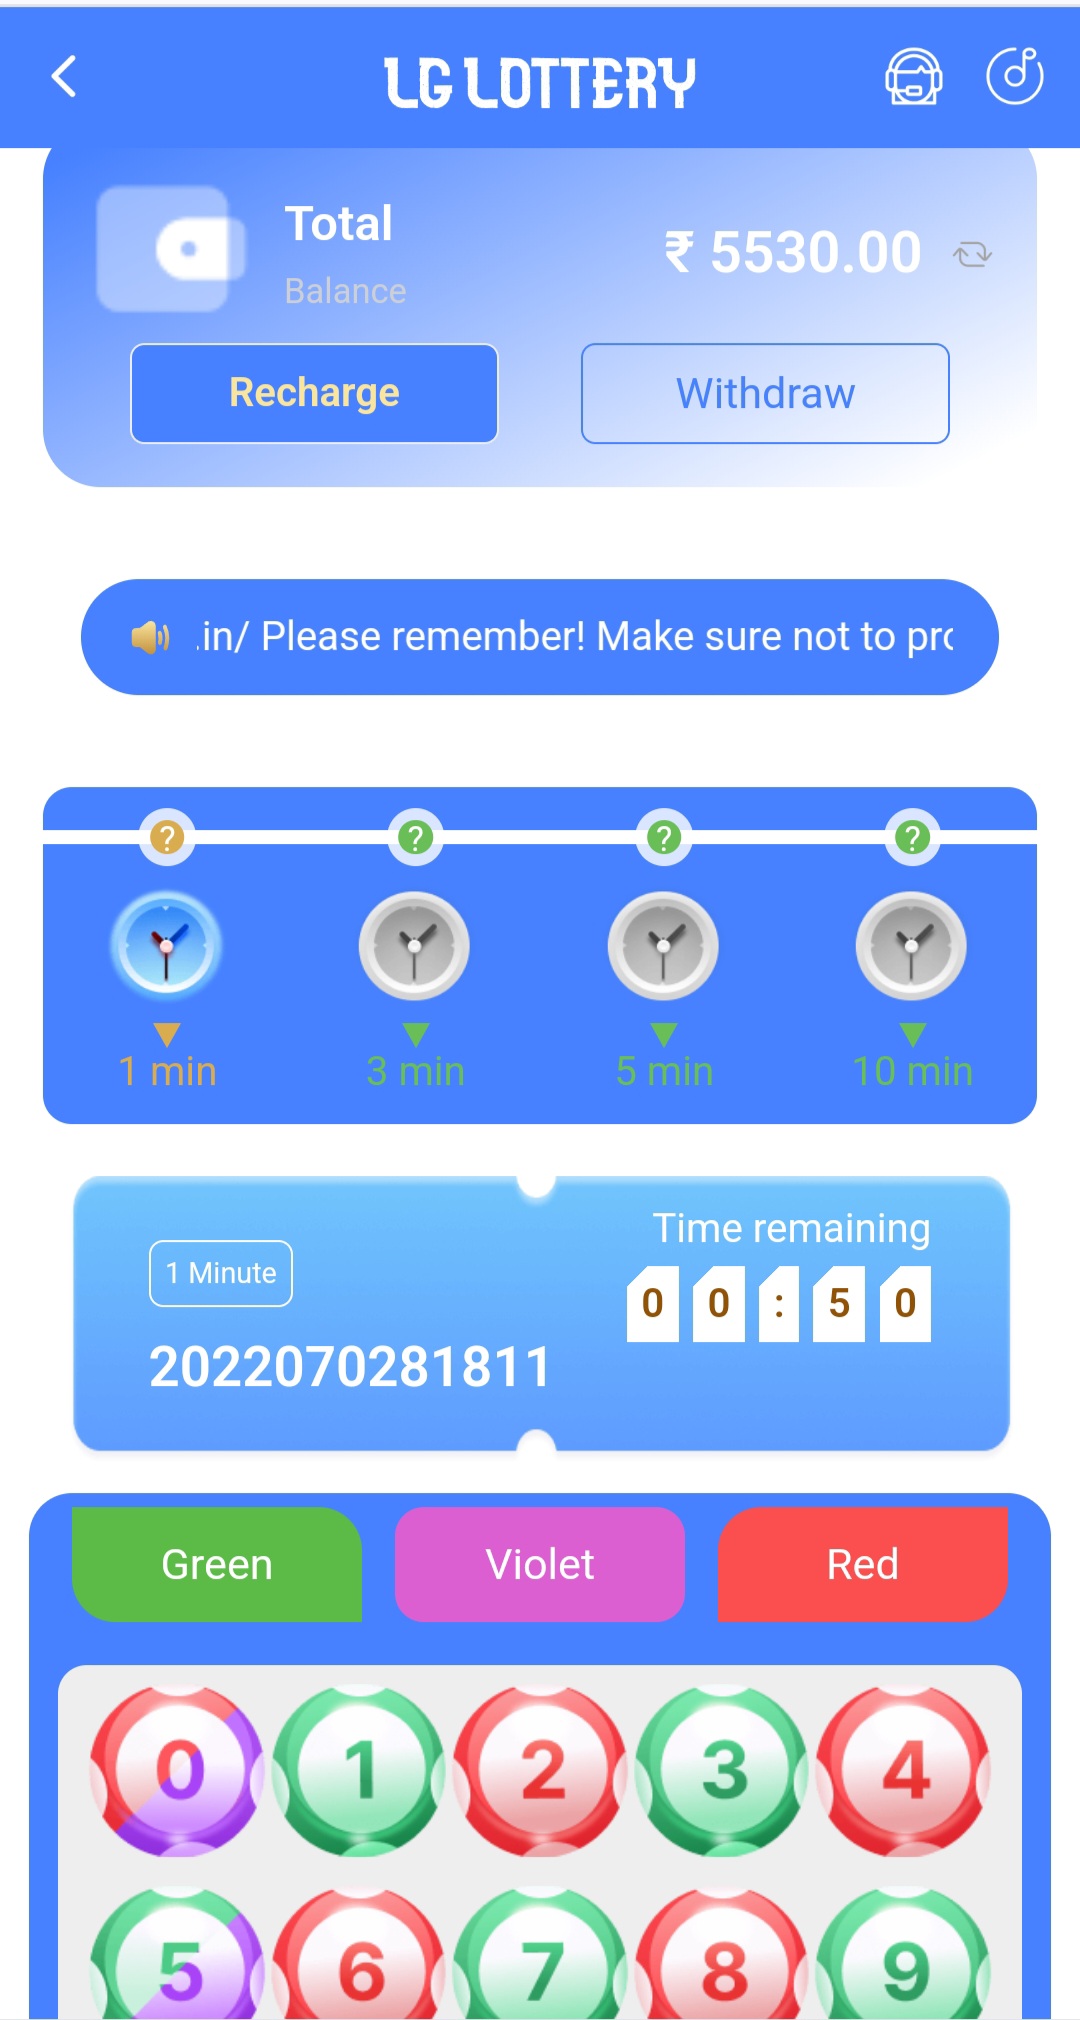 LG LOTTERY
Total
Balance
₹ 5530.00
Recharge
Withdraw
.in/ Please remember! Make sure not to
? ? ? ?
1 min
3 min
5 min
10 min
Time remaining
1 Minute
0 0 : 5 0
2022070281811
Green
Violet
Red
0 1 2 3 4
5 6 7 8 9